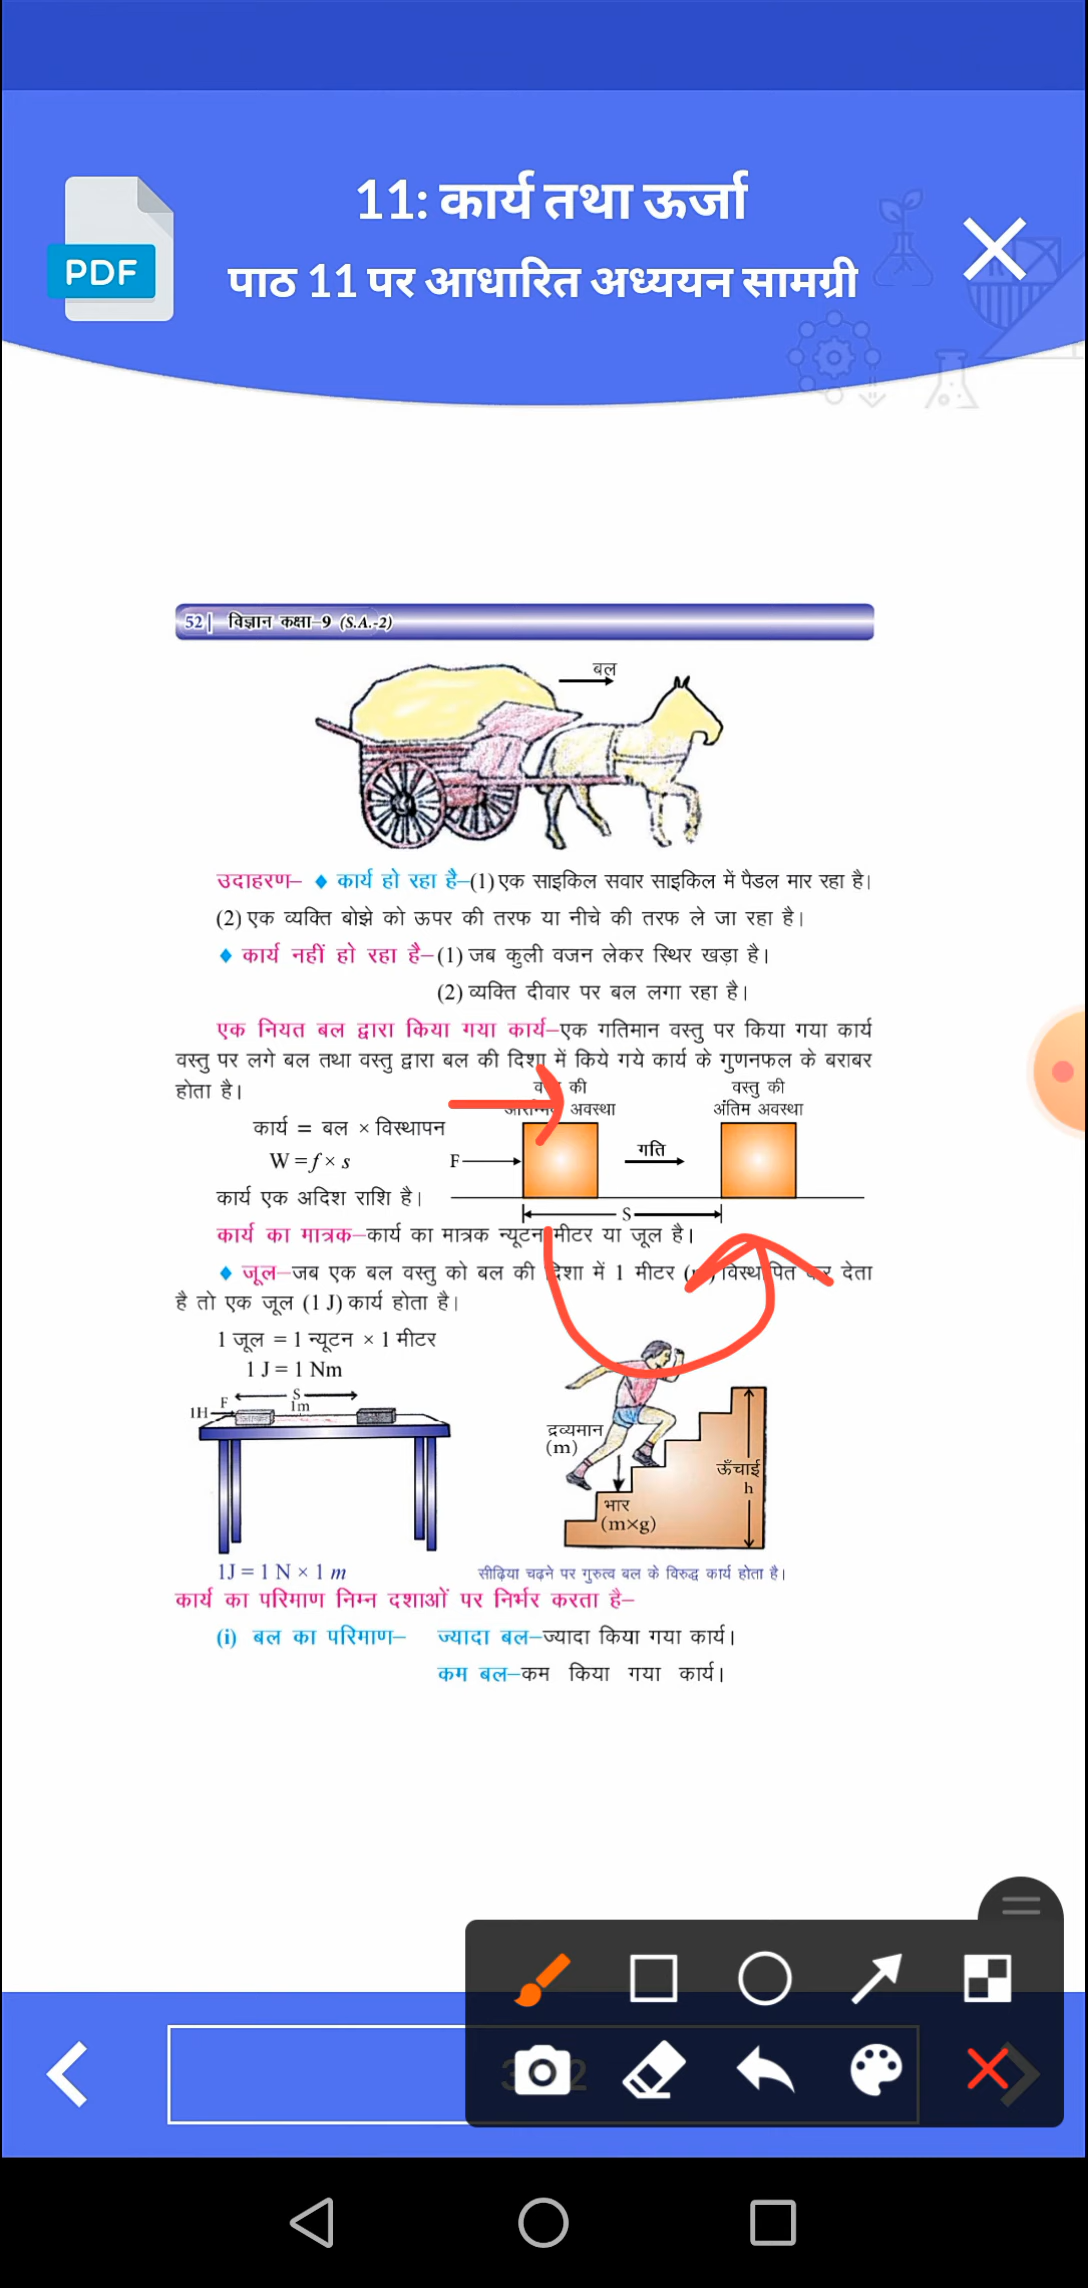 11: कार्य तथा ऊर्जा
PDF
पाठ 11 पर आधारित अध्ययन सामग्री
52| विज्ञान कक्षा–9 (S.A.-2)
बल
उदाहरण– ♦ कार्य हो रहा है–(1) एक साइकिल सवार साइकिल में पैडल मार रहा है।
(2) एक व्यक्ति बोझे को ऊपर की तरफ या नीचे की तरफ ले जा रहा है।
♦ कार्य नहीं हो रहा है–(1) जब कुली वजन लेकर स्थिर खड़ा है।
(2) व्यक्ति दीवार पर बल लगा रहा है।
एक नियत बल द्वारा किया गया कार्य–एक गतिमान वस्तु पर किया गया कार्य
वस्तु पर लगे बल तथा वस्तु द्वारा बल की दिशा में किये गये कार्य के गुणनफल के बराबर
होता है।
की
अवस्था
वस्तु की
अंतिम अवस्था
कार्य = बल × विस्थापन
W = f × s
F
गति
कार्य एक अदिश राशि है।
S
कार्य का मात्रक–कार्य का मात्रक न्यूटन मीटर या जूल है।
♦ जूल–जब एक बल वस्तु को बल की दिशा में 1 मीटर विस्थापित कर देता
है तो एक जूल (1 J) कार्य होता है।
1 जूल = 1 न्यूटन × 1 मीटर
1 J = 1 Nm
F
S
1m
1H
द्रव्यमान
(m)
भार
(m×g)
ऊँचाई
h
1J = 1 N × 1 m
सीढ़िया चढ़ने पर गुरुत्व बल के विरुद्ध कार्य होता है।
कार्य का परिमाण निम्न दशाओं पर निर्भर करता है–
(i) बल का परिमाण– ज्यादा बल–ज्यादा किया गया कार्य।
कम बल–कम किया गया कार्य।